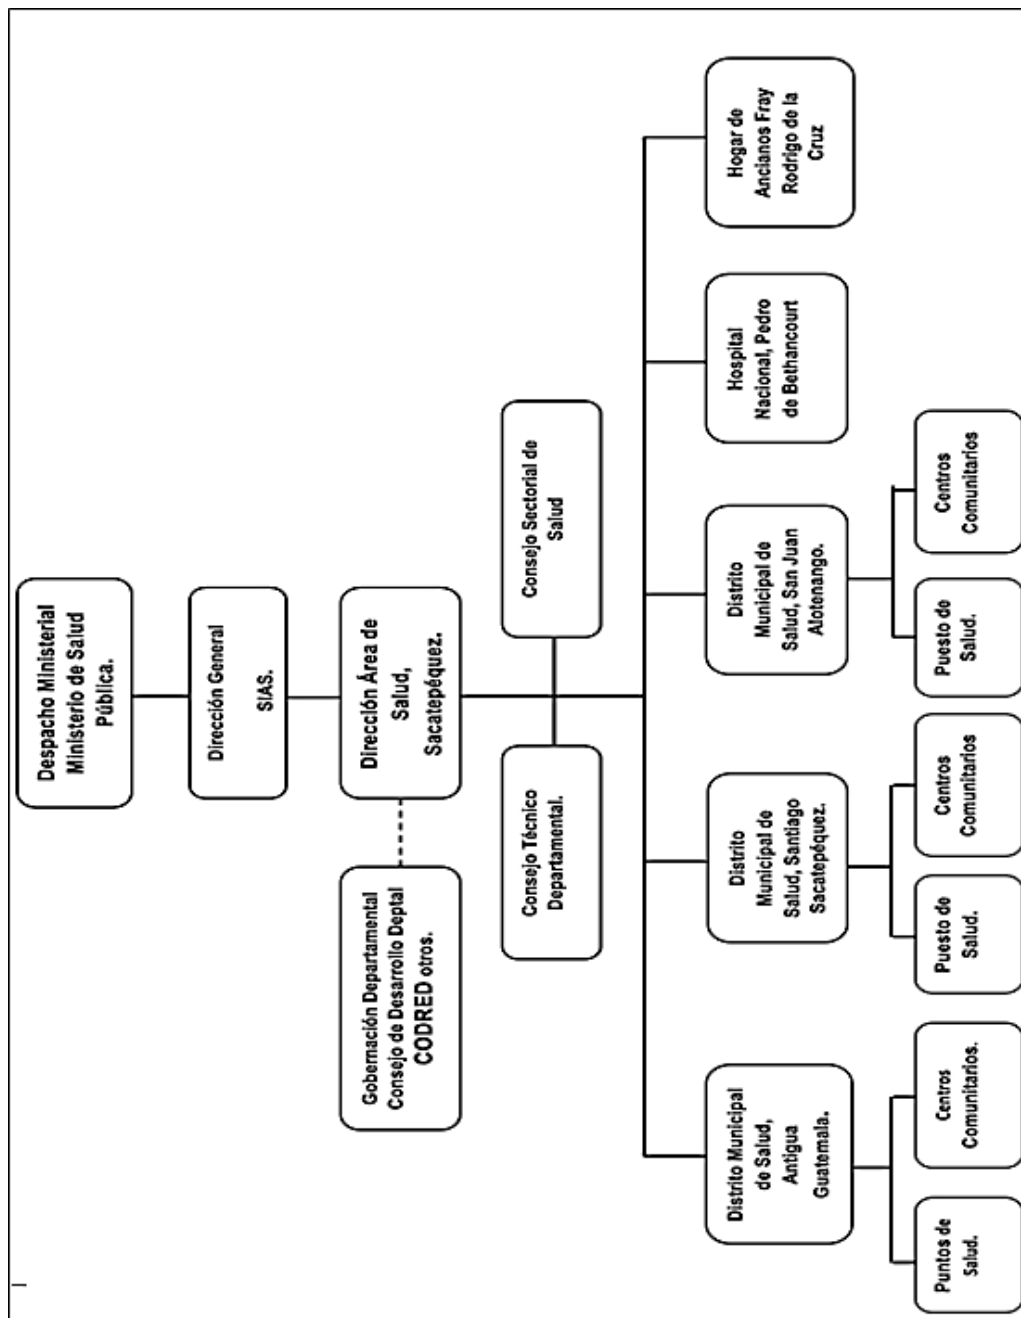 Despacho Ministerial
Ministerio de Salud
Pública.
Dirección General
SIAS.
Gobernación Departamental
Consejo de Desarrollo Deptal
CODRED otros.
Dirección Área de
Salud,
Sacatepéquez.
Consejo Técnico
Departamental.
Consejo Sectorial de
Salud
Distrito Municipal
de Salud,
Antigua
Guatemala.
Distrito
Municipal de
Salud, Santiago
Sacatepéquez.
Distrito
Municipal de
Salud, San Juan
Alotenango.
Hospital
Nacional, Pedro
de Bethancourt
Hogar de
Ancianos Fray
Rodrigo de la
Cruz
Puntos de
Salud.
Centros
Comunitarios.
Puesto de
Salud.
Centros
Comunitarios
Puesto de
Salud.
Centros
Comunitarios